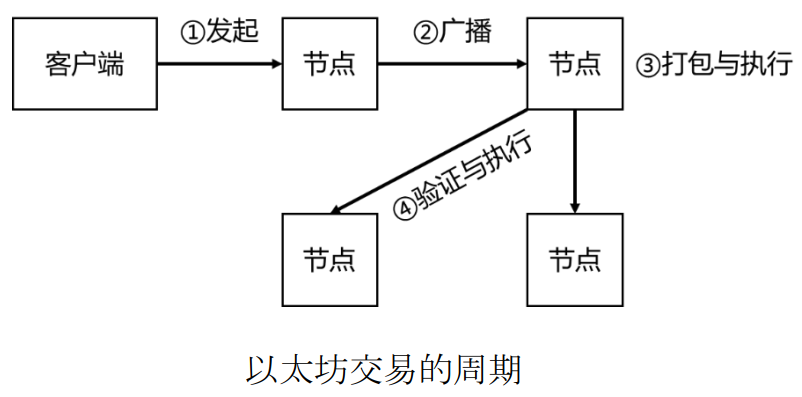 客户端
①发起
节点
②广播
节点
③打包与执行
④验证与执行
节点
节点
以太坊交易的周期